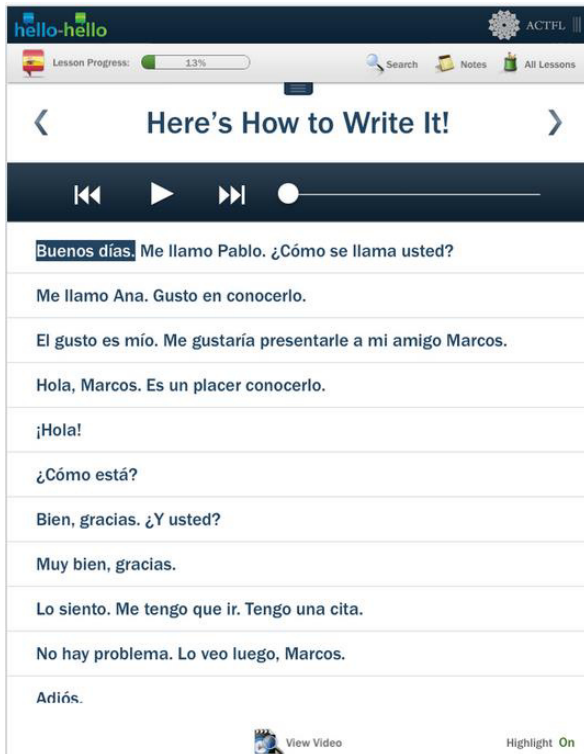 hello-hello
ACTFL
Lesson Progress: 13%
Search
Notes
All Lessons
Here's How to Write It!
Buenos días. Me llamo Pablo. ¿Cómo se llama usted?
Me llamo Ana. Gusto en conocerlo.
El gusto es mío. Me gustaría presentarle a mi amigo Marcos.
Hola, Marcos. Es un placer conocerlo.
¡Hola!
¿Cómo está?
Bien, gracias. ¿Y usted?
Muy bien, gracias.
Lo siento. Me tengo que ir. Tengo una cita.
No hay problema. Lo veo luego, Marcos.
Adiós.
View Video
Highlight On